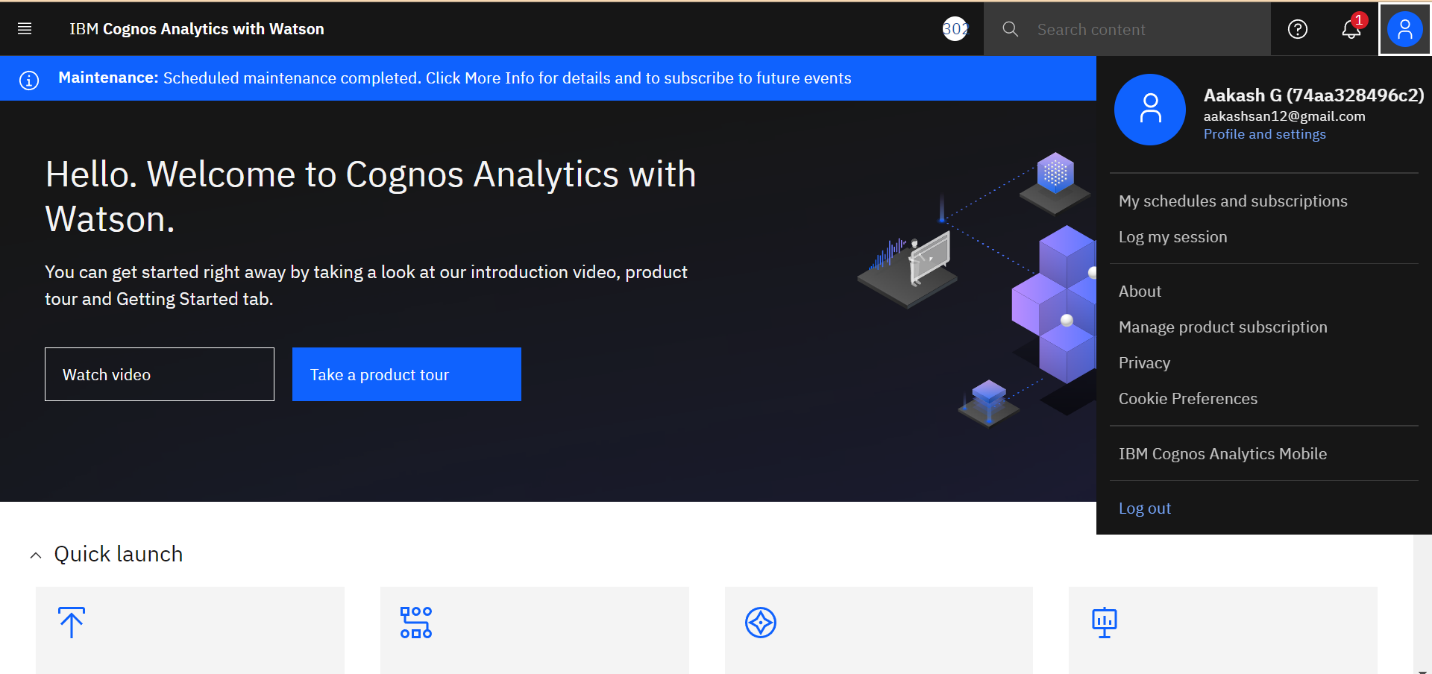 IBM Cognos Analytics with Watson
302
Search content
1
Maintenance: Scheduled maintenance completed. Click More Info for details and to subscribe to future events
Hello. Welcome to Cognos Analytics with
Watson.
You can get started right away by taking a look at our introduction video, product
tour and Getting Started tab.
Watch video
Take a product tour
Aakash G (74aa328496c2)
aakashsan12@gmail.com
Profile and settings
My schedules and subscriptions
Log my session
About
Manage product subscription
Privacy
Cookie Preferences
IBM Cognos Analytics Mobile
Log out
Quick launch